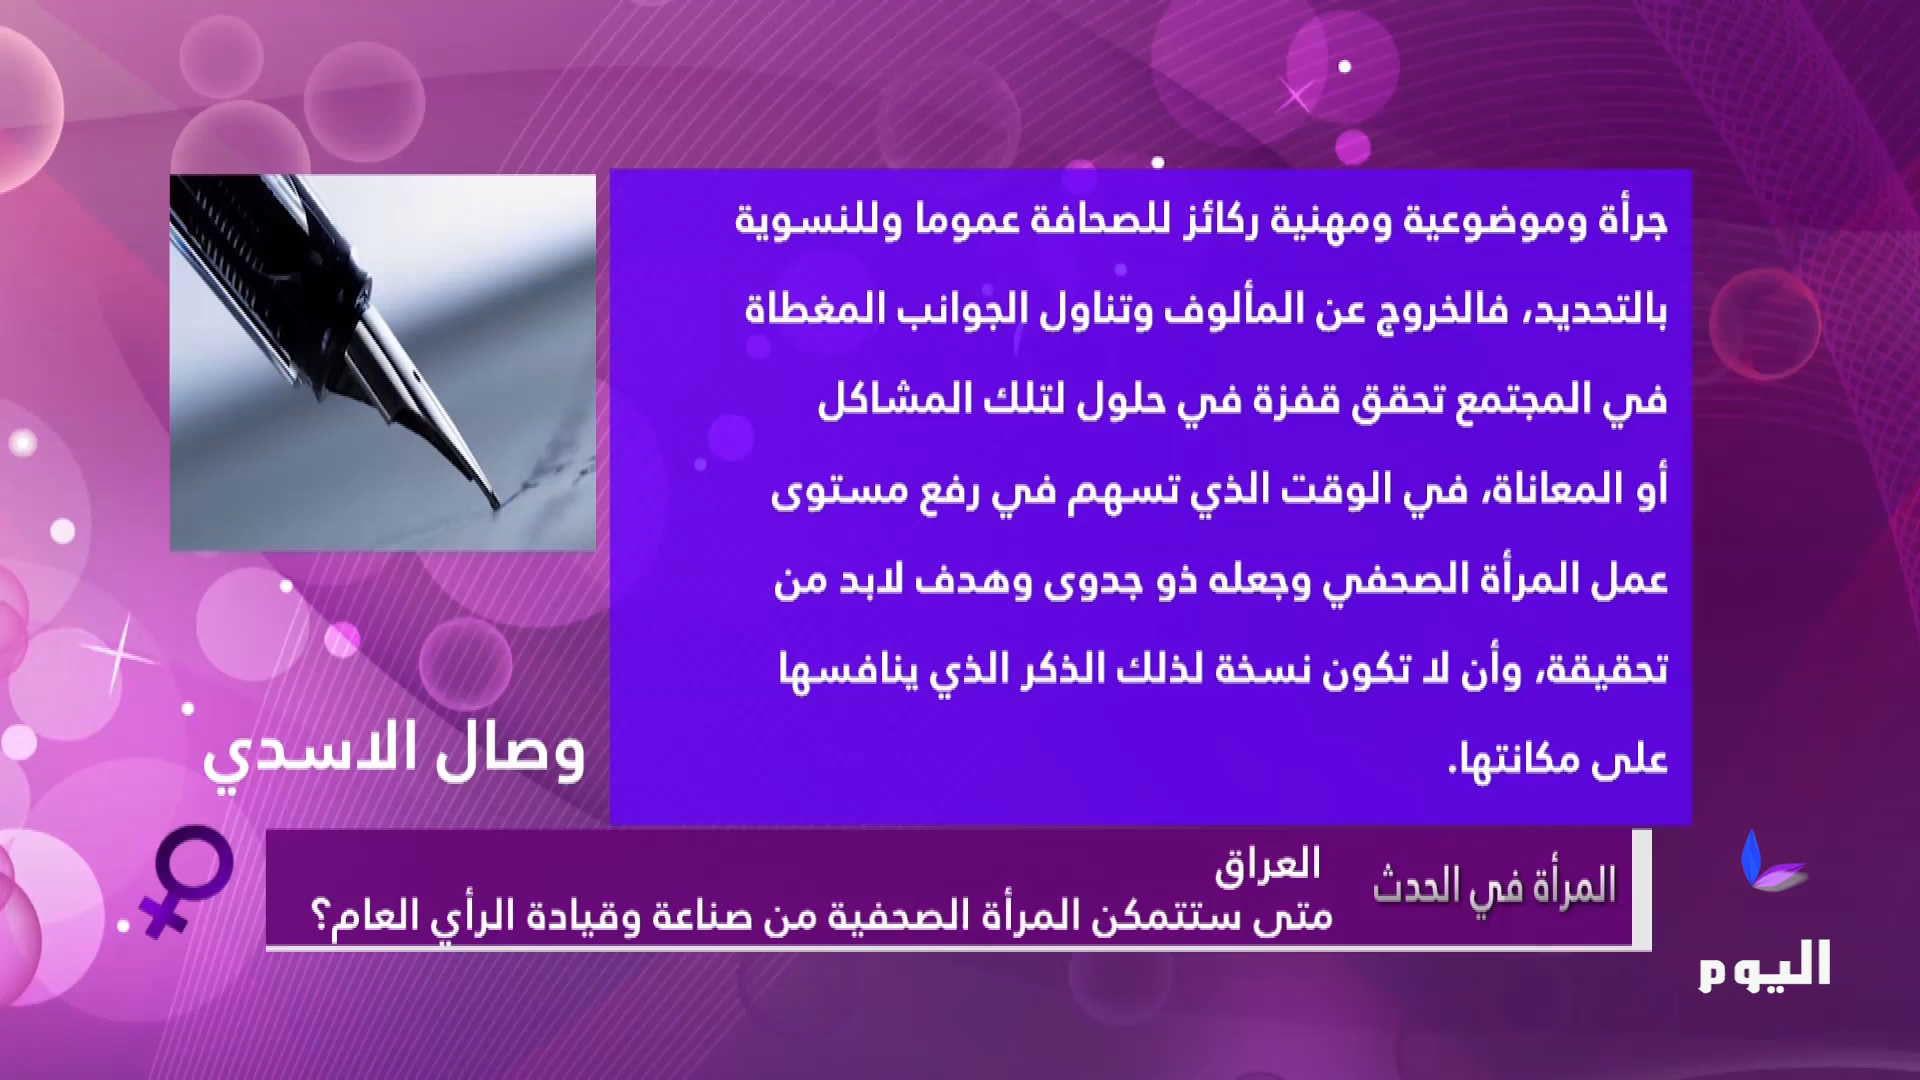 جرأة وموضوعية ومهنية ركائز للصحافة عموما وللنسوية
بالتحديد، فالخروج عن المألوف وتناول الجوانب المغطاة
في المجتمع تحقق قفزة في حلول لتلك المشاكل
أو المعاناة، في الوقت الذي تسهم في رفع مستوى
عمل المرأة الصحفي وجعله ذو جدوى وهدف لابد من
تحقيقة، وأن لا تكون نسخة لذلك الذكر الذي ينافسها
على مكانتها.
وصال الاسدي
المرأة في الحدث
العراق
متى ستتمكن المرأة الصحفية من صناعة وقيادة الرأي العام؟
اليوم